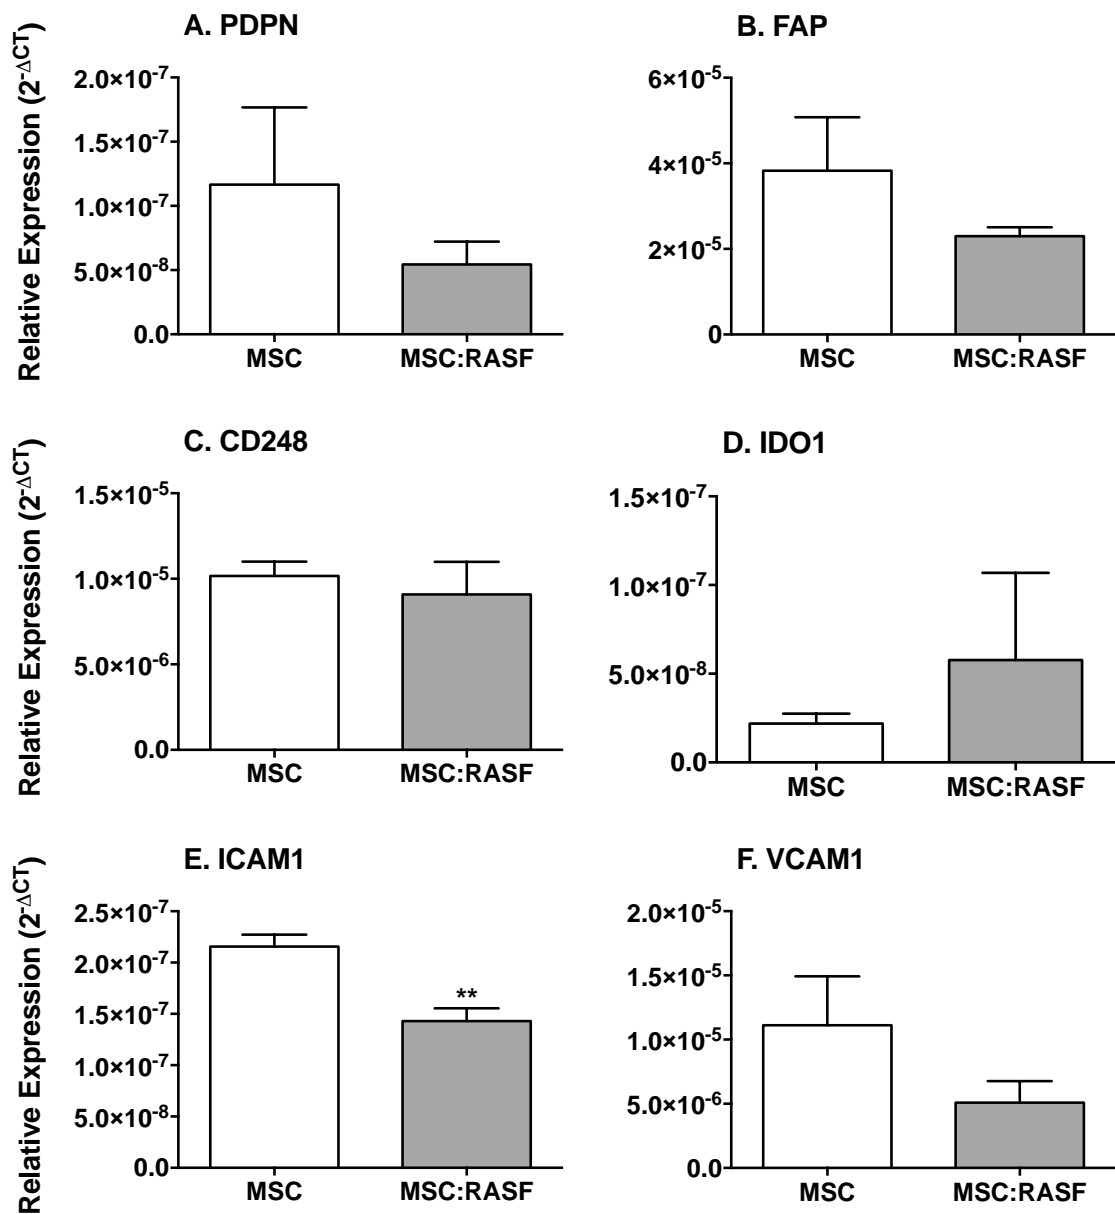 A. PDPN
B. FAP
Relative Expression (2^-ΔCT)
2.0×10^-7
1.5×10^-7
1.0×10^-7
5.0×10^-8
0.0
MSC
MSC:RASF
6×10^-5
4×10^-5
2×10^-5
0
MSC
MSC:RASF
C. CD248
D. IDO1
Relative Expression (2^-ΔCT)
1.5×10^-5
1.0×10^-5
5.0×10^-6
0.0
MSC
MSC:RASF
1.5×10^-7
1.0×10^-7
5.0×10^-8
0.0
MSC
MSC:RASF
E. ICAM1
F. VCAM1
Relative Expression (2^-ΔCT)
2.5×10^-7
2.0×10^-7
1.5×10^-7
1.0×10^-7
5.0×10^-8
0.0
**
MSC
MSC:RASF
2.0×10^-5
1.5×10^-5
1.0×10^-5
5.0×10^-6
0.0
MSC
MSC:RASF